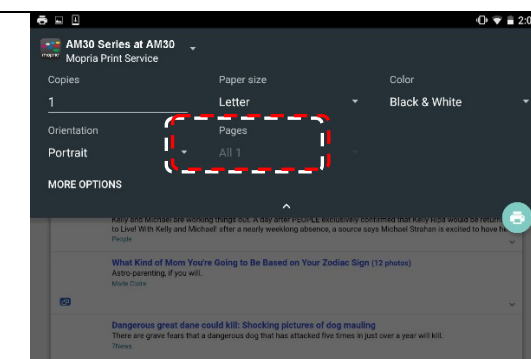 2:0
AM30 Series at AM30
mopria Mopria Print Service
Copies Paper size Color
1 Letter Black & White
Orientation Pages
Portrait All 1
MORE OPTIONS
Kelly and Michael are working things out. A day after PEOPLE exclusively confirmed that Kelly Ripa would be return
to Live! With Kelly and Michael! after a nearly weeklong absence, a source says Michael Strahan is excited to have he
People
What Kind of Mom You're Going to Be Based on Your Zodiac Sign (12 photos)
Astro-parenting, if you will.
Mode
Dangerous great dane could kill: Shocking pictures of dog mauling
There are grave fears that a dangerous dog that has attacked five times in just over a year will kill.
7News